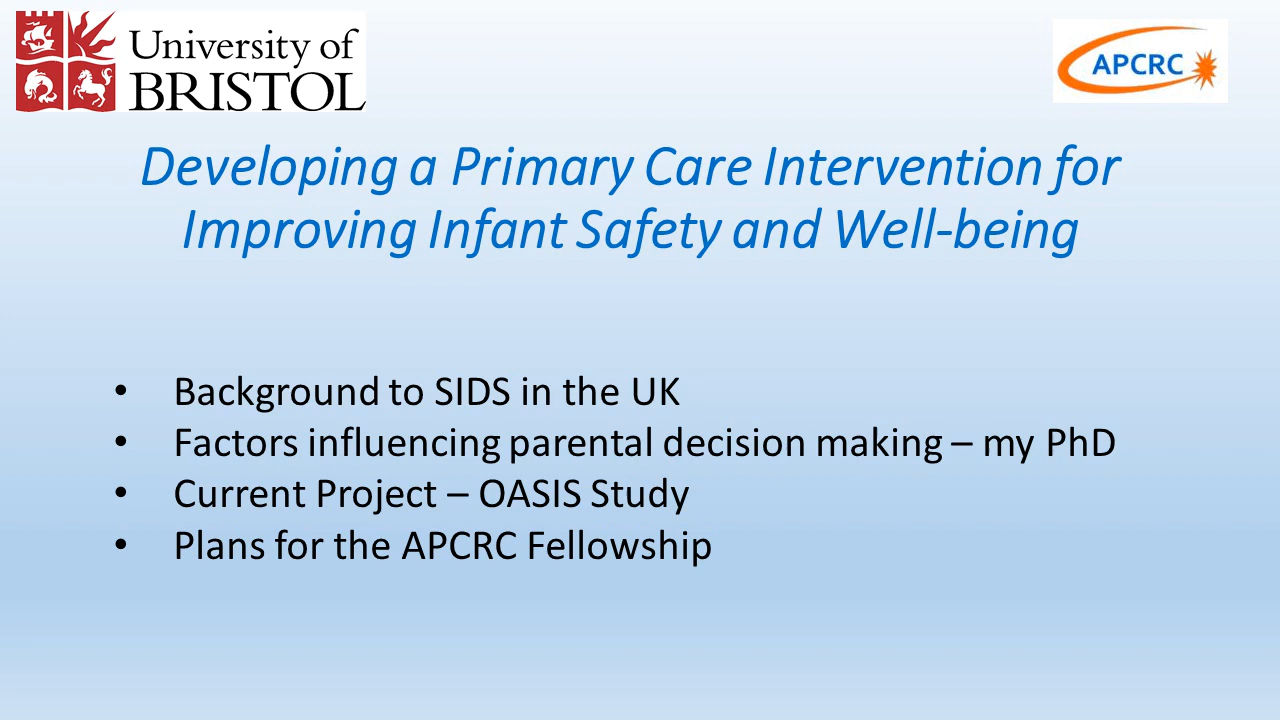 University of
BRISTOL
APCRC
Developing a Primary Care Intervention for
Improving Infant Safety and Well-being
• Background to SIDS in the UK
• Factors influencing parental decision making – my PhD
• Current Project – OASIS Study
• Plans for the APCRC Fellowship